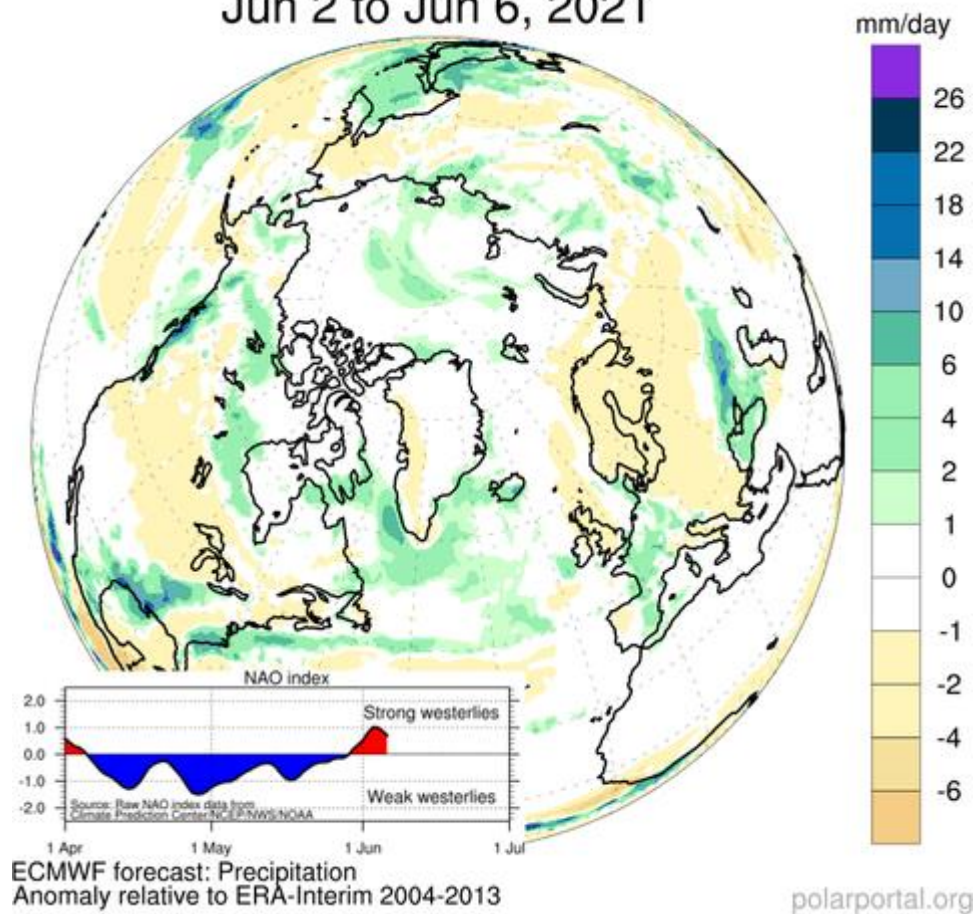 Jun 2 to Jun 6, 2021
mm/day
26
22
18
14
10
6
4
2
1
0
-1
-2
-4
-6
NAO index
2.0
1.0
0.0
-1.0
-2.0
Strong westerlies
Weak westerlies
Source: Raw NAO index data from
Climate Prediction Center/NCEP/NWS/NOAA
1 Apr
1 May
1 Jun
1 Jul
ECMWF forecast: Precipitation
Anomaly relative to ERA-Interim 2004-2013
polarportal.org